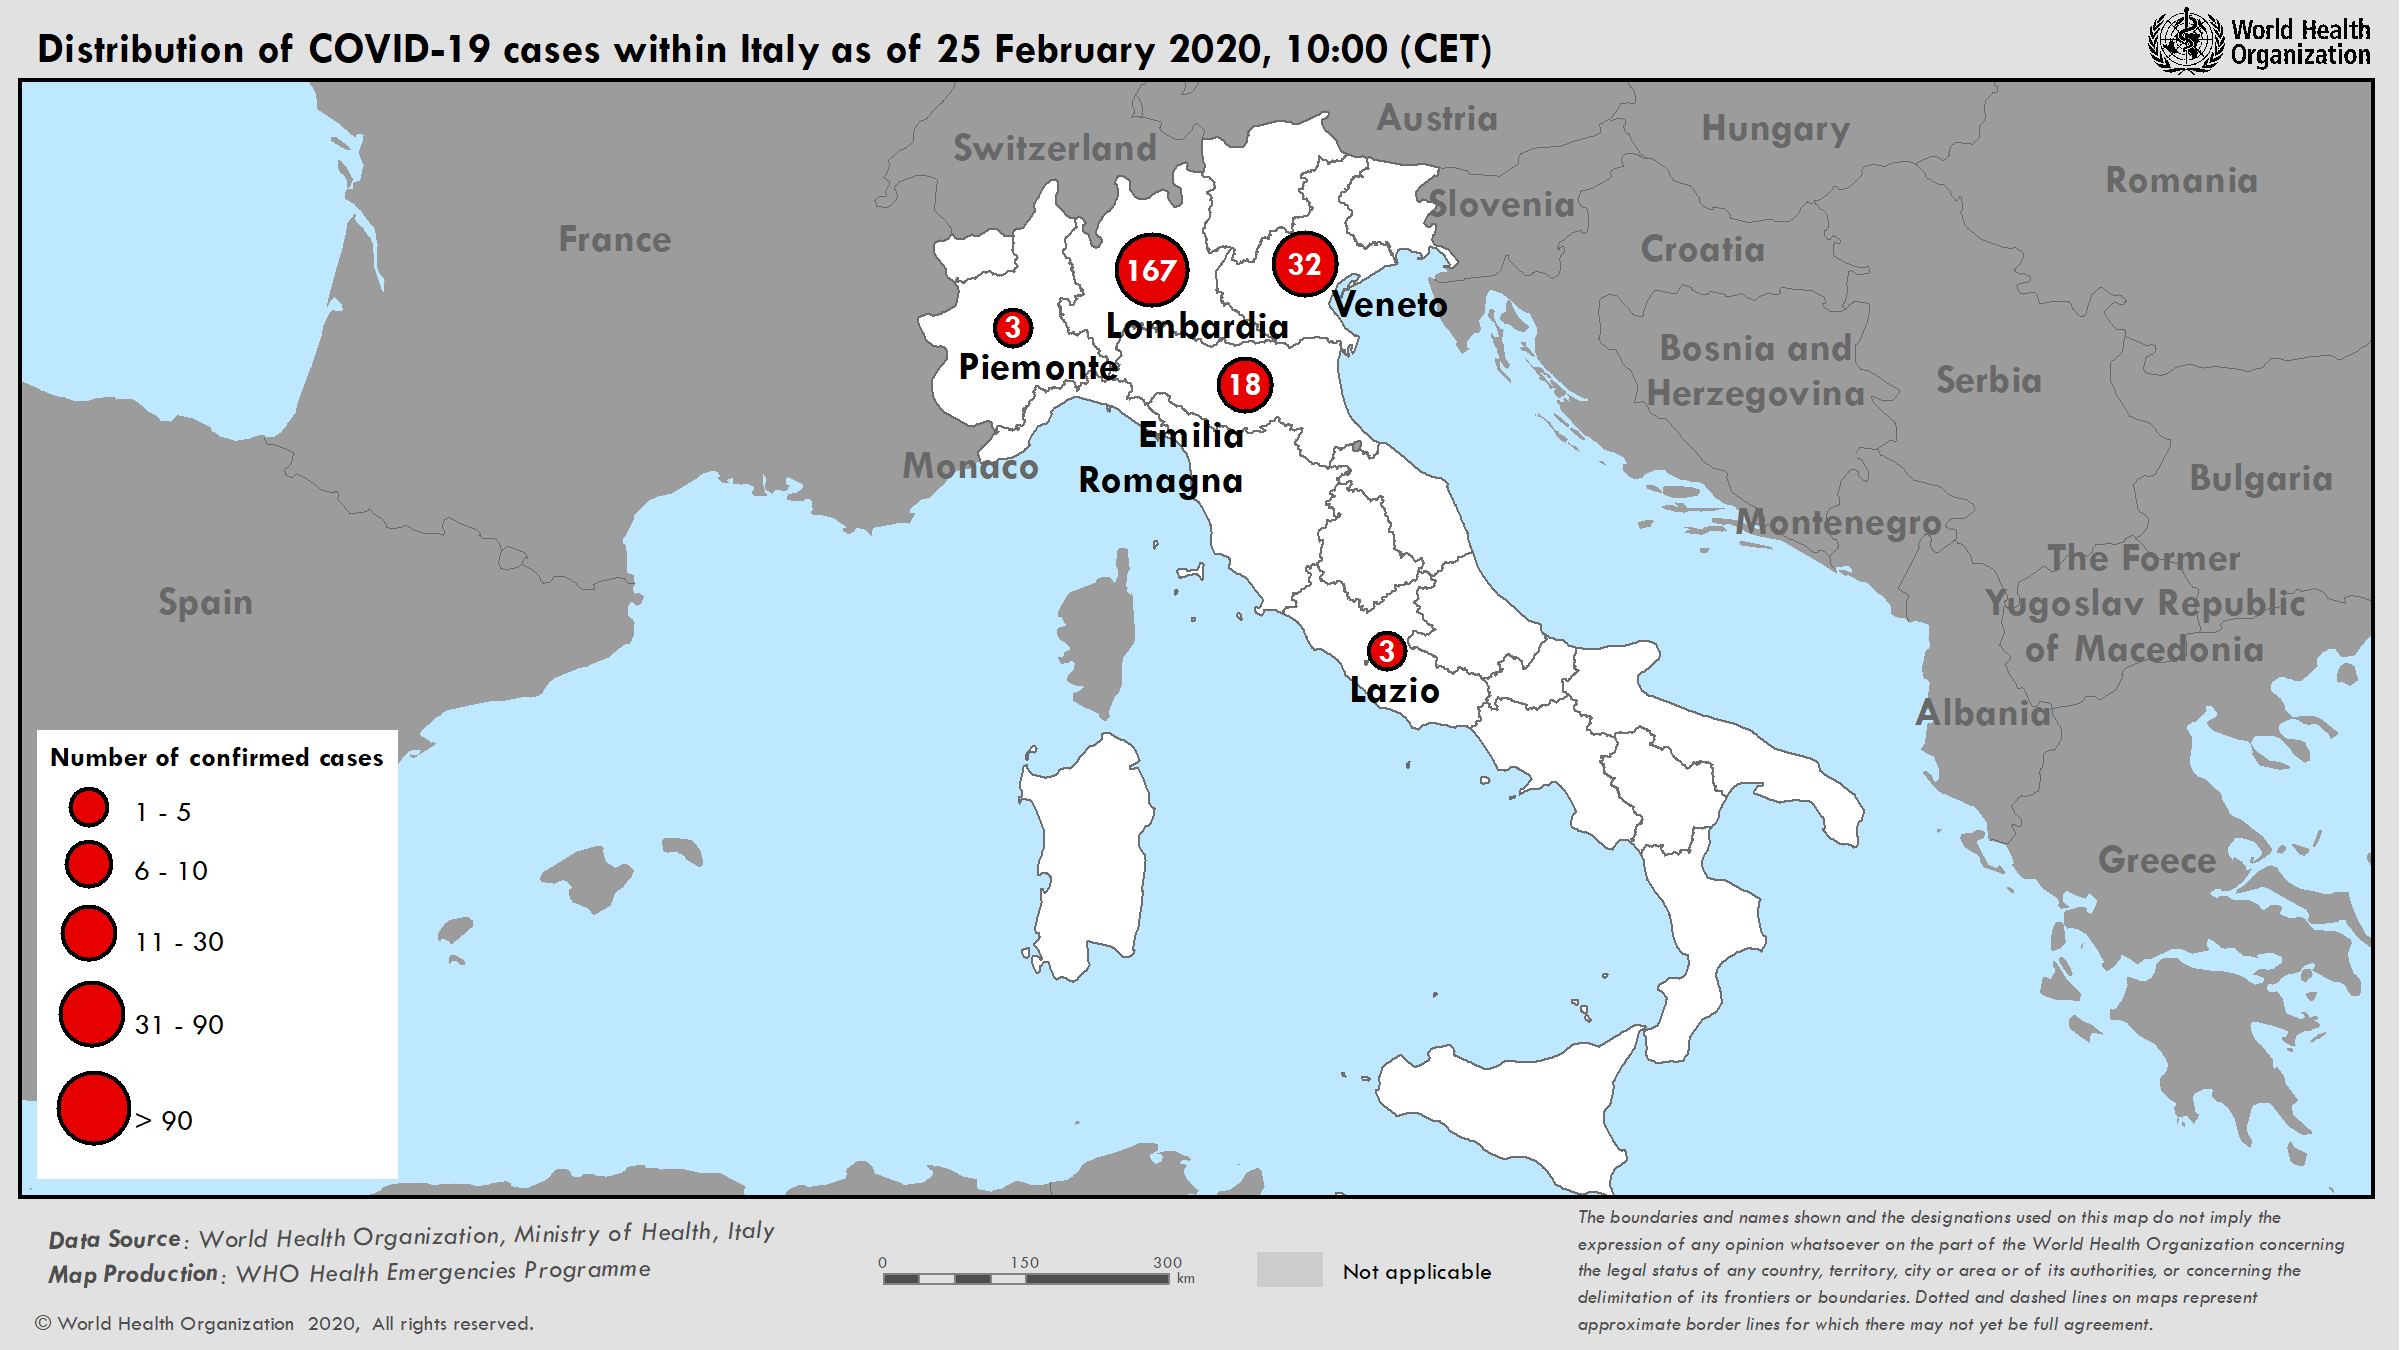 Distribution of COVID-19 cases within Italy as of 25 February 2020, 10:00 (CET)
World Health
Organization
Austria
Hungary
Switzerland
Romania
Slovenia
France
Croatia
167
32
Veneto
3
Lombardia
Piemonte
Bosnia and
Herzegovina
Serbia
18
Emilia
Romagna
Monaco
Bulgaria
Montenegro
The Former
Yugoslav Republic
of Macedonia
Spain
3
Lazio
Albania
Greece
Number of confirmed cases
1 - 5
6 - 10
11 - 30
31 - 90
> 90
Data Source: World Health Organization, Ministry of Health, Italy
Map Production: WHO Health Emergencies Programme
© World Health Organization 2020, All rights reserved.
0 150 300
km
Not applicable
The boundaries and names shown and the designations used on this map do not imply the
expression of any opinion whatsoever on the part of the World Health Organization concerning
the legal status of any country, territory, city or area or of its authorities, or concerning the
delimitation of its frontiers or boundaries. Dotted and dashed lines on maps represent
approximate border lines for which there may not yet be full agreement.